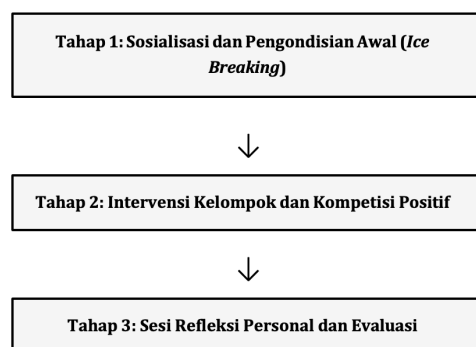 Tahap 1: Sosialisasi dan Pengondisian Awal (Ice
Breaking)
Tahap 2: Intervensi Kelompok dan Kompetisi Positif
Tahap 3: Sesi Refleksi Personal dan Evaluasi